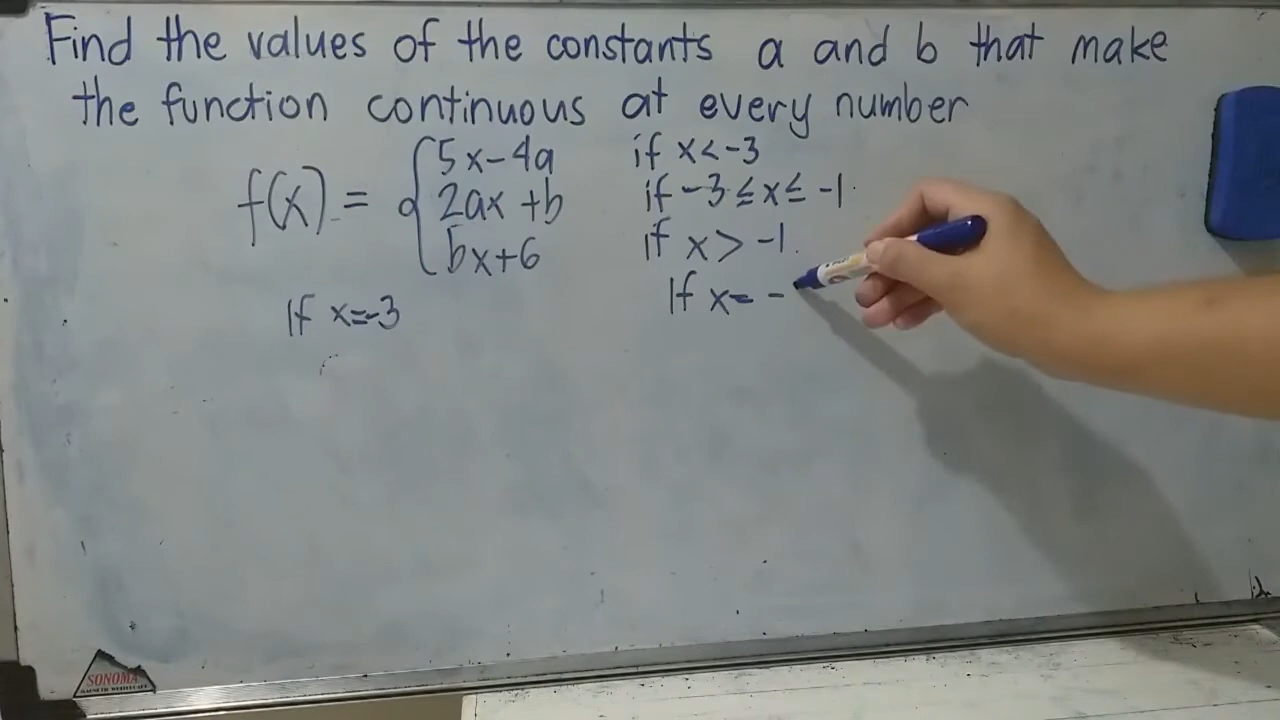 Find the values of the constants a and b that make
the function continuous at every number
f(x) = { 5x-4a if x<-3
2ax +b if -3≤x≤ -1
bx+6 if x> -1
If x=-3
If x= -
SONOMA